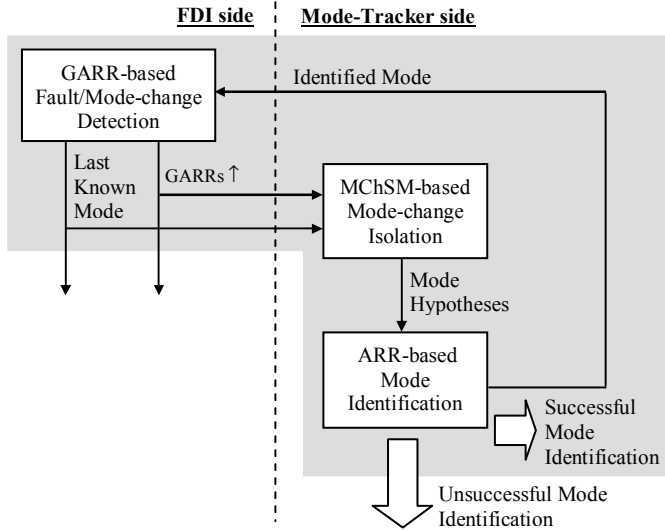 FDI side
Mode-Tracker side
GARR-based
Fault/Mode-change
Detection
Identified Mode
Last
Known
Mode
GARRs ↑
MChSM-based
Mode-change
Isolation
Mode
Hypotheses
ARR-based
Mode
Identification
Successful
Mode
Identification
Unsuccessful Mode
Identification